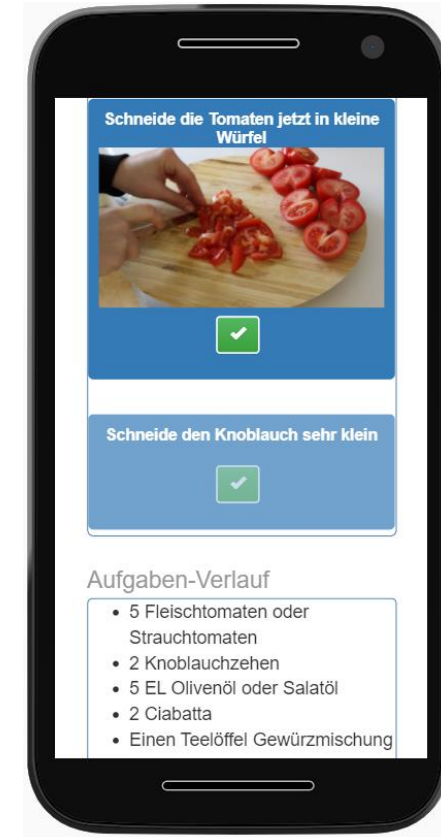 Schneide die Tomaten jetzt in kleine
Würfel
Schneide den Knoblauch sehr klein
Aufgaben-Verlauf
• 5 Fleischtomaten oder
Strauchtomaten
• 2 Knoblauchzehen
• 5 EL Olivenöl oder Salatöl
• 2 Ciabatta
• Einen Teelöffel Gewürzmischung